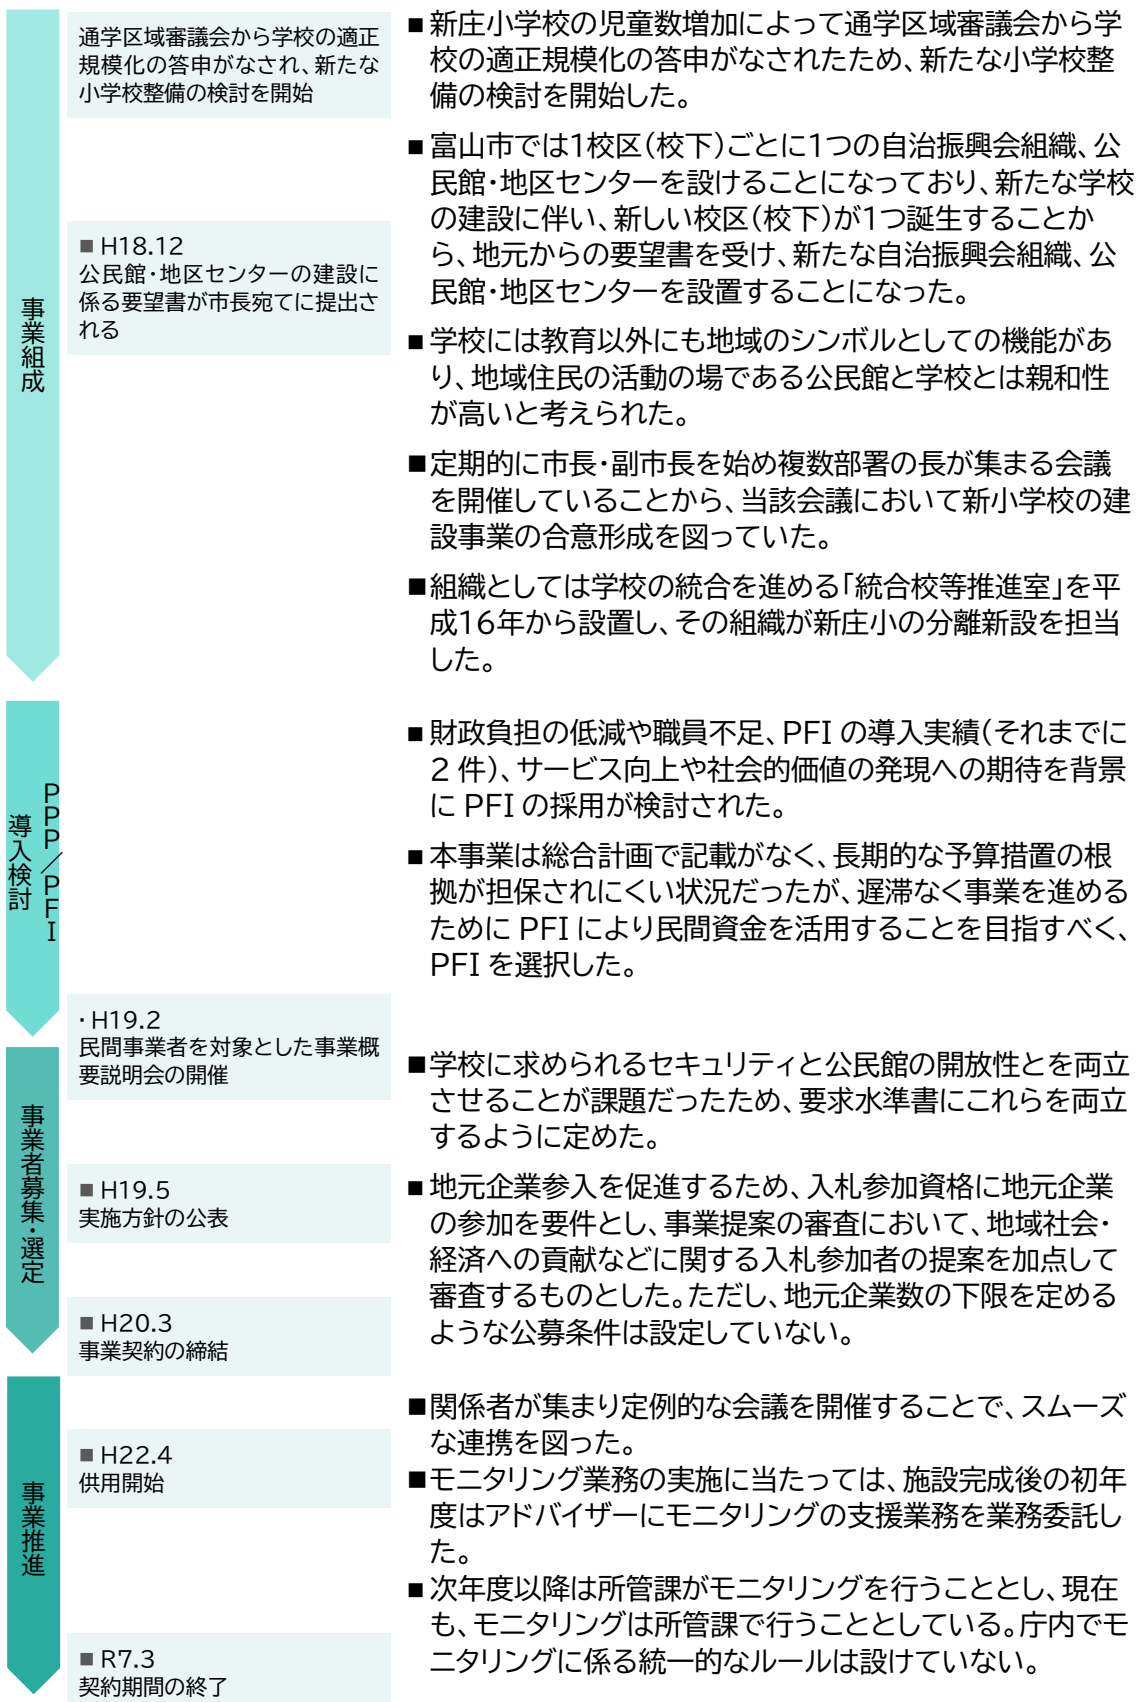 事業組成
通学区域審議会から学校の適正
規模化の答申がなされ、新たな
小学校整備の検討を開始
■ H18.12
公民館・地区センターの建設に
係る要望書が市長宛てに提出さ
れる
■ 新庄小学校の児童数増加によって通学区域審議会から学
校の適正規模化の答申がなされたため、新たな小学校整
備の検討を開始した。
■ 富山市では1校区(校下)ごとに1つの自治振興会組織、公
民館・地区センターを設けることになっており、新たな学校
の建設に伴い、新しい校区(校下)が1つ誕生することか
ら、地元からの要望書を受け、新たな自治振興会組織、公
民館・地区センターを設置することになった。
■ 学校には教育以外にも地域のシンボルとしての機能があ
り、地域住民の活動の場である公民館と学校とは親和性
が高いと考えられた。
■定期的に市長・副市長を始め複数部署の長が集まる会議
を開催していることから、当該会議において新小学校の建
設事業の合意形成を図っていた。
■組織としては学校の統合を進める「統合校等推進室」を平
成16年から設置し、その組織が新庄小の分離新設を担当
した。
PPP/PFI
導入検討
■ 財政負担の低減や職員不足、PFI の導入実績(それまでに
2 件)、サービス向上や社会的価値の発現への期待を背景
に PFI の採用が検討された。
■ 本事業は総合計画で記載がなく、長期的な予算措置の根
拠が担保されにくい状況だったが、遅滞なく事業を進める
ために PFI により民間資金を活用することを目指すべく、
PFI を選択した。
・H19.2
民間事業者を対象とした事業概
要説明会の開催
事業者募集・選定
■ H19.5
実施方針の公表
■ H20.3
事業契約の締結
■学校に求められるセキュリティと公民館の開放性とを両立
させることが課題だったため、要求水準書にこれらを両立
するように定めた。
■ 地元企業参入を促進するため、入札参加資格に地元企業
の参加を要件とし、事業提案の審査において、地域社会・
経済への貢献などに関する入札参加者の提案を加点して
審査するものとした。ただし、地元企業数の下限を定める
ような公募条件は設定していない。
事業推進
■ H22.4
供用開始
■ R7.3
契約期間の終了
■関係者が集まり定例的な会議を開催することで、スムーズ
な連携を図った。
■モニタリング業務の実施に当たっては、施設完成後の初年
度はアドバイザーにモニタリングの支援業務を業務委託し
た。
■ 次年度以降は所管課がモニタリングを行うこととし、現在
も、モニタリングは所管課で行うこととしている。庁内でモ
ニタリングに係る統一的なルールは設けていない。